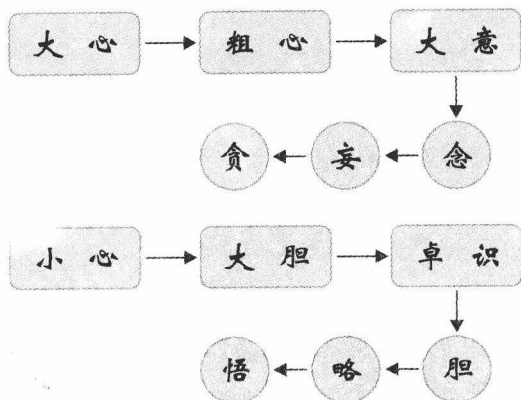 大心 粗心 大意
贪 妄 念
小心 大胆 卓识
悟 略 胆